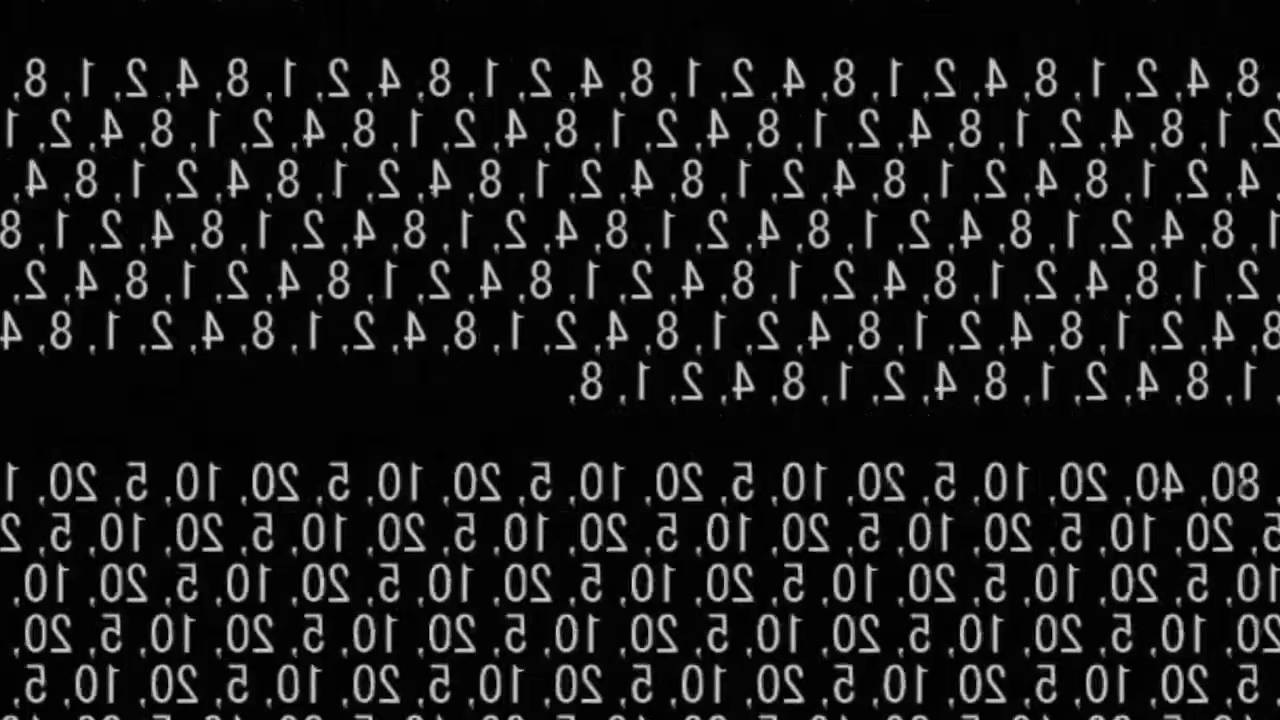 8, 4, 2, 1, 8, 4, 2, 1, 8, 4, 2, 1, 8, 4, 2, 1, 8, 4, 2, 1, 8, 4, 2, 1, 8,
2, 1, 8, 4, 2, 1, 8, 4, 2, 1, 8, 4, 2, 1, 8, 4, 2, 1, 8, 4, 2, 1, 8, 4, 2, 1
4, 2, 1, 8, 4, 2, 1, 8, 4, 2, 1, 8, 4, 2, 1, 8, 4, 2, 1, 8, 4, 2, 1, 8, 4,
1, 8, 4, 2, 1, 8, 4, 2, 1, 8, 4, 2, 1, 8, 4, 2, 1, 8, 4, 2, 1, 8, 4, 2, 1, 8
2, 1, 8, 4, 2, 1, 8, 4, 2, 1, 8, 4, 2, 1, 8, 4, 2, 1, 8, 4, 2, 1, 8, 4, 2,
8, 4, 2, 1, 8, 4, 2, 1, 8, 4, 2, 1, 8, 4, 2, 1, 8, 4, 2, 1, 8, 4, 2, 1, 8, 4
1, 8, 4, 2, 1, 8, 4, 2, 1, 8, 4, 2, 1, 8,
80, 40, 20, 10, 5, 20, 10, 5, 20, 10, 5, 20, 10, 5, 20, 10, 5, 20, 1
5, 20, 10, 5, 20, 10, 5, 20, 10, 5, 20, 10, 5, 20, 10, 5, 20, 10, 5, 2
10, 5, 20, 10, 5, 20, 10, 5, 20, 10, 5, 20, 10, 5, 20, 10, 5, 20, 10,
20, 10, 5, 20, 10, 5, 20, 10, 5, 20, 10, 5, 20, 10, 5, 20, 10, 5, 20,
5, 20, 10, 5, 20, 10, 5, 20, 10, 5, 20, 10, 5, 20, 10, 5, 20, 10, 5,